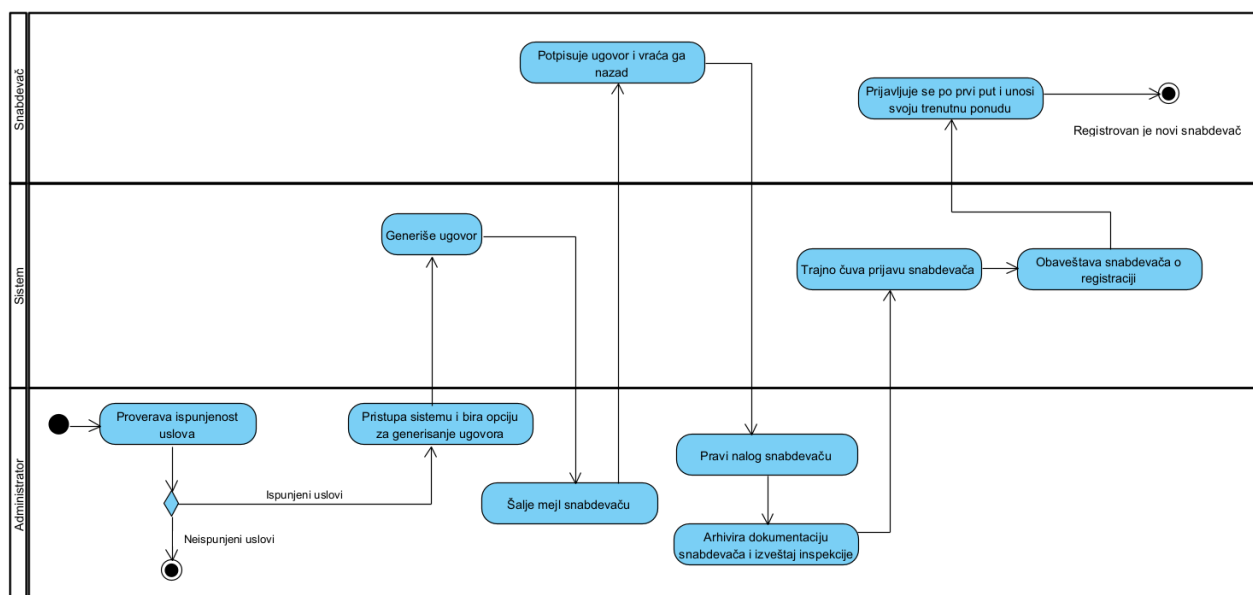 Snabdevač
Potpisuje ugovor i vraća ga
nazad
Prijavljuje se po prvi put i unosi
svoju trenutnu ponudu
Registrovan je novi snabdevač
Sistem
Generiše ugovor
Trajno čuva prijavu snabdevača
Obaveštava snabdevača o
registraciji
Administrator
Proverava ispunjenost
uslova
Pristupa sistemu i bira opciju
za generisanje ugovora
Ispunjeni uslovi
Neispunjeni uslovi
Šalje mejl snabdevaču
Pravi nalog snabdevaču
Arhivira dokumentaciju
snabdevača i izveštaj inspekcije